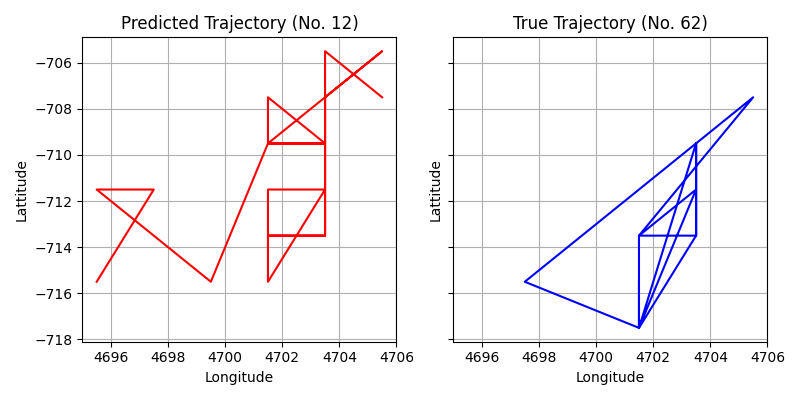 Predicted Trajectory (No. 12)
True Trajectory (No. 62)
Lattitude
−706
−708
−710
−712
−714
−716
−718
4696 4698 4700 4702 4704 4706
Longitude
Lattitude
4696 4698 4700 4702 4704 4706
Longitude